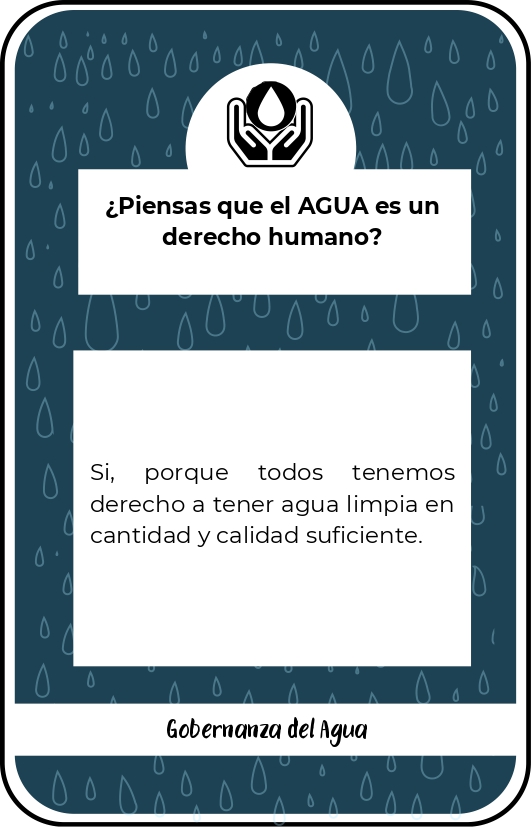 ¿Piensas que el AGUA es un
derecho humano?
Si, porque todos tenemos
derecho a tener agua limpia en
cantidad y calidad suficiente.
Gobernanza del Agua